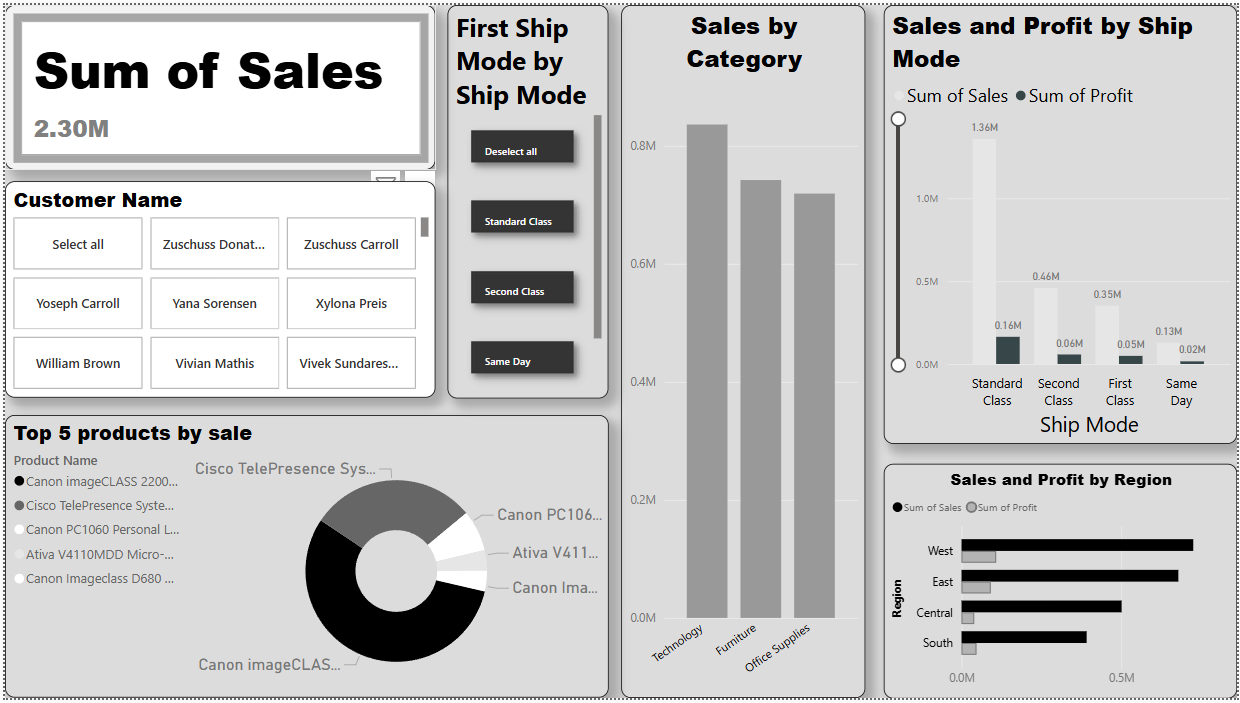 Sum of Sales
2.30M
Customer Name
Select all
Zuschuss Donat...
Zuschuss Carroll
Yoseph Carroll
Yana Sorensen
Xylona Preis
William Brown
Vivian Mathis
Vivek Sundares...
First Ship
Mode by
Ship Mode
Deselect all
Standard Class
Second Class
Same Day
Top 5 products by sale
Product Name
Canon imageCLASS 2200...
Cisco TelePresence Syste...
Canon PC1060 Personal L...
Ativa V4110MDD Micro-...
Canon Imageclass D680 ...
Cisco TelePresence Sys...
Canon PC106...
Ativa V411...
Canon Ima...
Canon imageCLAS...
Sales by
Category
0.8M
0.6M
0.4M
0.2M
0.0M
Technology
Furniture
Office Supplies
Sales and Profit by Ship
Mode
Sum of Sales Sum of Profit
1.36M
1.0M
0.5M
0.0M
0.16M
0.46M
0.06M
0.35M
0.05M
0.13M
0.02M
Standard
Class
Second
Class
First
Class
Same
Day
Ship Mode
Sales and Profit by Region
Sum of Sales Sum of Profit
Region
West
East
Central
South
0.0M
0.5M